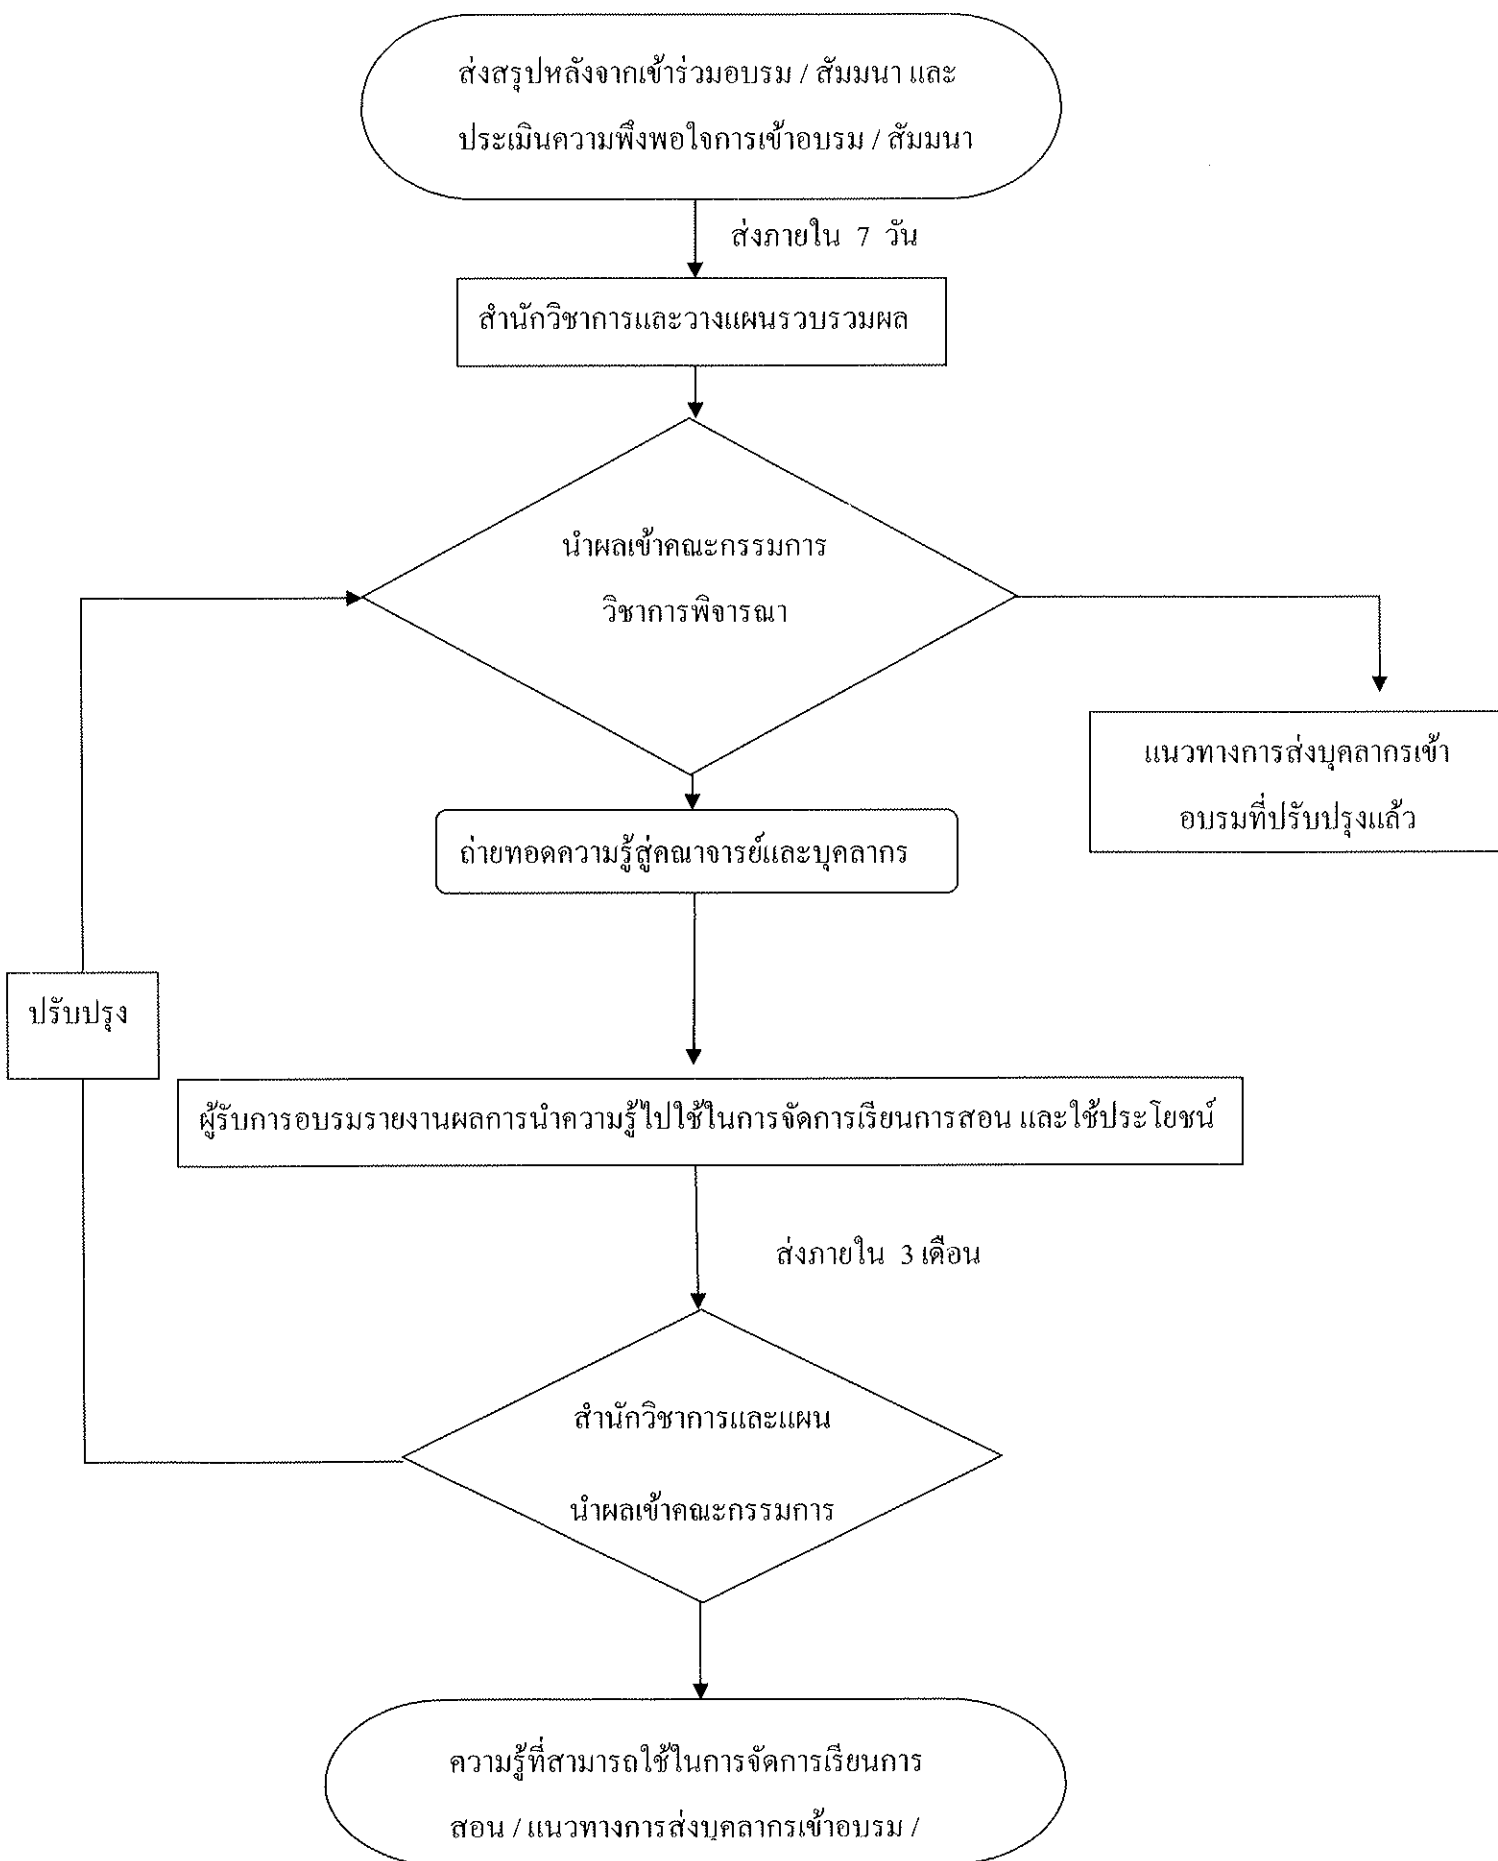 ส่งสรุปหลังจากเข้าร่วมอบรม / สัมมนา และ
ประเมินความพึงพอใจการเข้าอบรม / สัมมนา
ส่งภายใน 7 วัน
สำนักวิชาการและวางแผนรวบรวมผล
นำผลเข้าคณะกรรมการ
วิชาการพิจารณา
แนวทางการส่งบุคลากรเข้า
อบรมที่ปรับปรุงแล้ว
ถ่ายทอดความรู้สู่คณาจารย์และบุคลากร
ปรับปรุง
ผู้รับการอบรมรายงานผลการนำความรู้ไปใช้ในการจัดการเรียนการสอน และใช้ประโยชน์
ส่งภายใน 3 เดือน
สำนักวิชาการและแผน
นำผลเข้าคณะกรรมการ
ความรู้ที่สามารถใช้ในการจัดการเรียนการ
สอน / แนวทางการส่งบุคลากรเข้าอบรม /